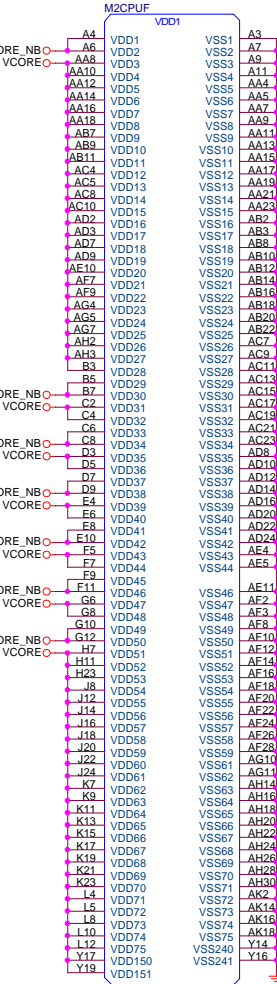 M2CPUF
VDD1
ORE_NB
VCORE
ORE_NB
VCORE
ORE_NB
VCORE
ORE_NB
VCORE
ORE_NB
VCORE
ORE_NB
VCORE
ORE_NB
VCORE
A4 VDD1 VSS1 A3
A6 VDD2 VSS2 A7
AA8 VDD3 VSS3 A9
AA10 VDD4 VSS4 A11
AA12 VDD5 VSS5 AA4
AA14 VDD6 VSS6 AA5
AA16 VDD7 VSS7 AA7
AA18 VDD8 VSS8 AA9
AB7 VDD9 VSS9 AA11
AB9 VDD10 VSS10 AA13
AB11 VDD11 VSS11 AA15
AC4 VDD12 VSS12 AA17
AC5 VDD13 VSS13 AA19
AC8 VDD14 VSS14 AA21
AC10 VDD15 VSS15 AA23
AD2 VDD16 VSS16 AB2
AD3 VDD17 VSS17 AB3
AD7 VDD18 VSS18 AB8
AD9 VDD19 VSS19 AB10
AE10 VDD20 VSS20 AB12
AF7 VDD21 VSS21 AB14
AF9 VDD22 VSS22 AB16
AG4 VDD23 VSS23 AB18
AG5 VDD24 VSS24 AB20
AG7 VDD25 VSS25 AB22
AH2 VDD26 VSS26 AC7
AH3 VDD27 VSS27 AC9
B3 VDD28 VSS28 AC11
B5 VDD29 VSS29 AC13
B7 VDD30 VSS30 AC15
C2 VDD31 VSS31 AC17
C4 VDD32 VSS32 AC19
C6 VDD33 VSS33 AC21
C8 VDD34 VSS34 AC23
D3 VDD35 VSS35 AD8
D5 VDD36 VSS36 AD10
D7 VDD37 VSS37 AD12
D9 VDD38 VSS38 AD14
E4 VDD39 VSS39 AD16
E6 VDD40 VSS40 AD20
E8 VDD41 VSS41 AD22
E10 VDD42 VSS42 AD24
F5 VDD43 VSS43 AE4
F7 VDD44 VSS44 AE5
F9 VDD45
F11 VDD46 VSS46 AE11
G6 VDD47 VSS47 AF2
G8 VDD48 VSS48 AF3
G10 VDD49 VSS49 AF8
G12 VDD50 VSS50 AF10
H7 VDD51 VSS51 AF12
H11 VDD52 VSS52 AF14
H23 VDD53 VSS53 AF16
J8 VDD54 VSS54 AF18
J12 VDD55 VSS55 AF20
J14 VDD56 VSS56 AF22
J16 VDD57 VSS57 AF24
J18 VDD58 VSS58 AF26
J20 VDD59 VSS59 AF28
J22 VDD60 VSS60 AG10
J24 VDD61 VSS61 AG11
K7 VDD62 VSS62 AH14
K9 VDD63 VSS63 AH16
K11 VDD64 VSS64 AH18
K13 VDD65 VSS65 AH20
K15 VDD66 VSS66 AH22
K17 VDD67 VSS67 AH24
K19 VDD68 VSS68 AH26
K21 VDD69 VSS69 AH28
K23 VDD70 VSS70 AH30
L4 VDD71 VSS71 AK2
L5 VDD72 VSS72 AK14
L8 VDD73 VSS73 AK16
L10 VDD74 VSS75 AK18
L12 VDD75 VSS240 Y14
Y17 VDD150 VSS241 Y16
Y19 VDD151